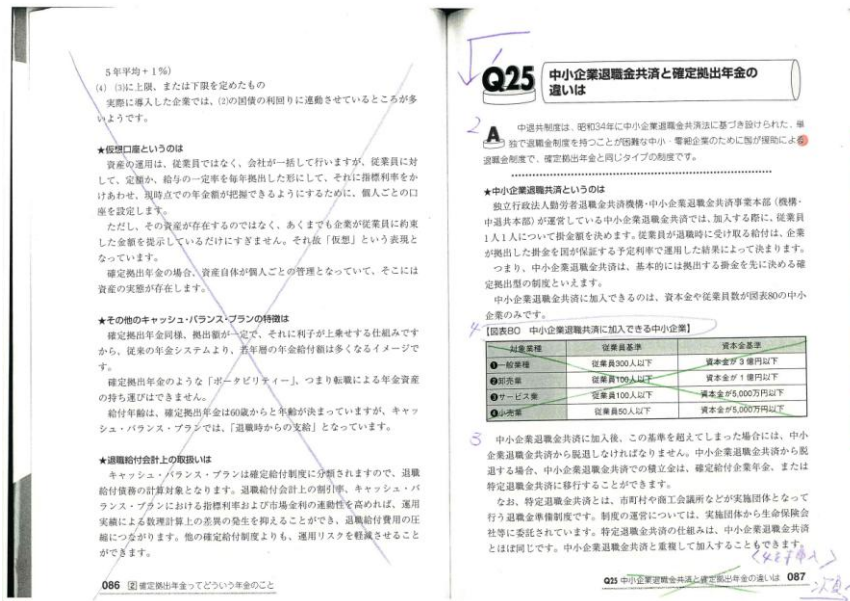 5年平均+1%)
(4) (3)に上限、または下限を定めたもの
実際に導入した企業では、(2)の国債の利回りに連動させているところが多
いようです。
★仮想口座というのは
資産の運用は、従業員ではなく、会社が一括して行いますが、従業員に対
して、定額か、給与の一定率を毎年拠出した形にして、それに指標利率をか
けあわせ、現時点での年金額が把握できるようにするために、個人ごとの口
座を設定します。
ただし、その資産が存在するのではなく、あくまでも企業が従業員に約束
した金額を提示しているだけにすぎません。それ故「仮想」という表現と
なっています。
確定拠出年金の場合、資産自体が個人ごとの管理となっていて、そこには
資産の実態が存在します。
★その他のキャッシュ・バランス・プランの特徴は
確定拠出年金同様、拠出額が一定で、それに利子が上乗せする仕組みです
から、従来の年金システムより、若年層の年金給付額は多くなるイメージで
す。
確定拠出年金のような「ポータビリティー」、つまり転職による年金資産
の持ち運びはできません。
給付年齢は、確定拠出年金は60歳からと年齢が決まっていますが、キャッ
シュ・バランス・プランでは、「退職時からの支給」となっています。
★退職給付会計上の取扱いは
キャッシュ・バランス・プランは確定給付制度に分類されますので、退職
給付債務の計算対象となります。退職給付会計上の割引率、キャッシュ・バ
ランス・プランにおける指標利率および市場金利の連動性を高めれば、運用
実績による数理計算上の差異の発生を抑えることができ、退職給付費用の圧
縮につながります。他の確定給付制度よりも、運用リスクを軽減させること
ができます。
086 2 確定拠出年金ってどういう年金のこと
Q25 中小企業退職金共済と確定拠出年金の
違いは
2
A 中退共制度は、昭和34年に中小企業退職金共済法に基づき設けられた、単
独で退職金制度を持つことが困難な中小・零細企業のために国が援助による
退職金制度で、確定拠出年金と同じタイプの制度です。
★中小企業退職共済というのは
独立行政法人勤労者退職金共済機構・中小企業退職金共済事業本部(機構・
中退共本部)が運営している中小企業退職金共済では、加入する際に、従業員
1人1人について掛金額を決めます。従業員が退職時に受け取る給付は、企業
が拠出した掛金を国が保証する予定利率で運用した結果によって決まります。
つまり、中小企業退職金共済は、基本的には拠出する掛金を先に決める確
定拠出型の制度といえます。
中小企業退職金共済に加入できるのは、資本金や従業員数が図表80の中小
企業のみです。
4
【図表80 中小企業退職共済に加入できる中小企業】
対象業種 従業員基準 資本金基準
❶一般業種 従業員300人以下 資本金が3億円以下
❷卸売業 従業員100人以下 資本金が1億円以下
❸サービス業 従業員100人以下 資本金が5,000万円以下
❹小売業 従業員50人以下 資本金が5,000万円以下
3
中小企業退職金共済に加入後、この基準を超えてしまった場合には、中小
企業退職金共済から脱退しなければなりません。中小企業退職金共済から脱
退する場合、中小企業退職金共済での積立金は、確定給付企業年金、または
特定退職金共済に移行することができます。
なお、特定退職金共済とは、市町村や商工会議所などが実施団体となって
行う退職金準備制度です。制度の運営については、実施団体から生命保険会
社等に委託されています。特定退職金共済の仕組みは、中小企業退職金共済
とほぼ同じです。中小企業退職金共済と重複して加入することもできます。
Q25 中小企業退職金共済と確定拠出年金の違いは 087